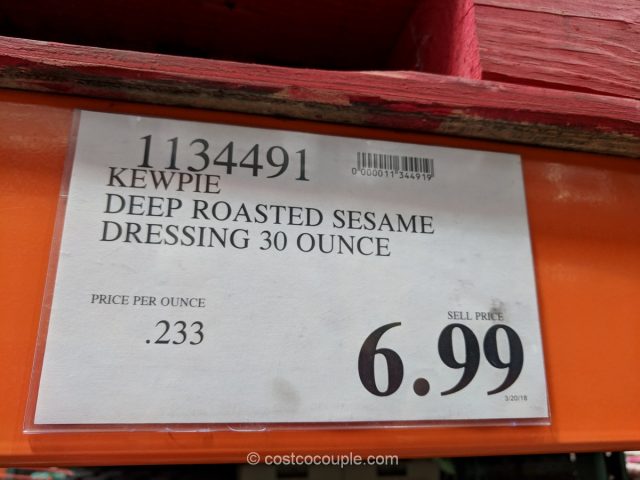 1134491
0 000011 344919
KEWPIE
DEEP ROASTED SESAME
DRESSING 30 OUNCE
PRICE PER OUNCE
.233
SELL PRICE
6.99
3/20/18
© costcocouple.com